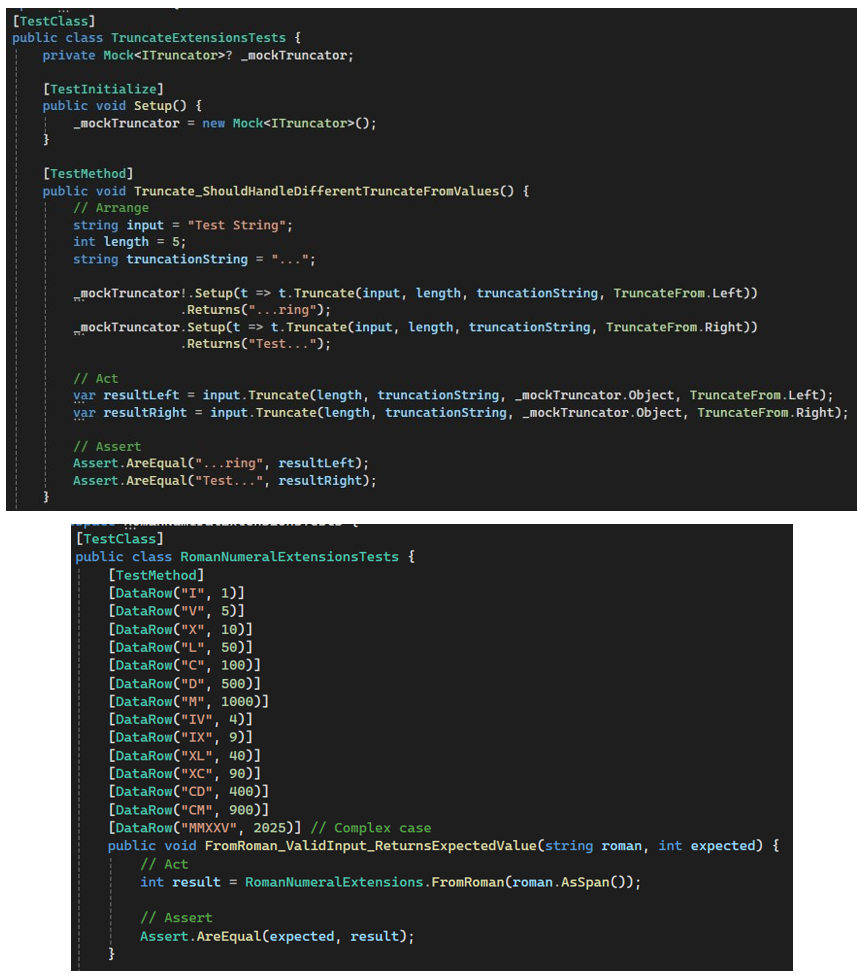 [TestClass]
public class TruncateExtensionsTests {
    private Mock<ITruncator>? _mockTruncator;

    [TestInitialize]
    public void Setup() {
        _mockTruncator = new Mock<ITruncator>();
    }

    [TestMethod]
    public void Truncate_ShouldHandleDifferentTruncateFromValues() {
        // Arrange
        string input = "Test String";
        int length = 5;
        string truncationString = "...";

        _mockTruncator!.Setup(t => t.Truncate(input, length, truncationString, TruncateFrom.Left))
                     .Returns("...ring");
        _mockTruncator.Setup(t => t.Truncate(input, length, truncationString, TruncateFrom.Right))
                     .Returns("Test...");

        // Act
        var resultLeft = input.Truncate(length, truncationString, _mockTruncator.Object, TruncateFrom.Left);
        var resultRight = input.Truncate(length, truncationString, _mockTruncator.Object, TruncateFrom.Right);

        // Assert
        Assert.AreEqual("...ring", resultLeft);
        Assert.AreEqual("Test...", resultRight);
    }
[TestClass]
public class RomanNumeralExtensionsTests {
    [TestMethod]
    [DataRow("I", 1)]
    [DataRow("V", 5)]
    [DataRow("X", 10)]
    [DataRow("L", 50)]
    [DataRow("C", 100)]
    [DataRow("D", 500)]
    [DataRow("M", 1000)]
    [DataRow("IV", 4)]
    [DataRow("IX", 9)]
    [DataRow("XL", 40)]
    [DataRow("XC", 90)]
    [DataRow("CD", 400)]
    [DataRow("CM", 900)]
    [DataRow("MMXXV", 2025)] // Complex case
    public void FromRoman_ValidInput_ReturnsExpectedValue(string roman, int expected) {
        // Act
        int result = RomanNumeralExtensions.FromRoman(roman.AsSpan());

        // Assert
        Assert.AreEqual(expected, result);
    }